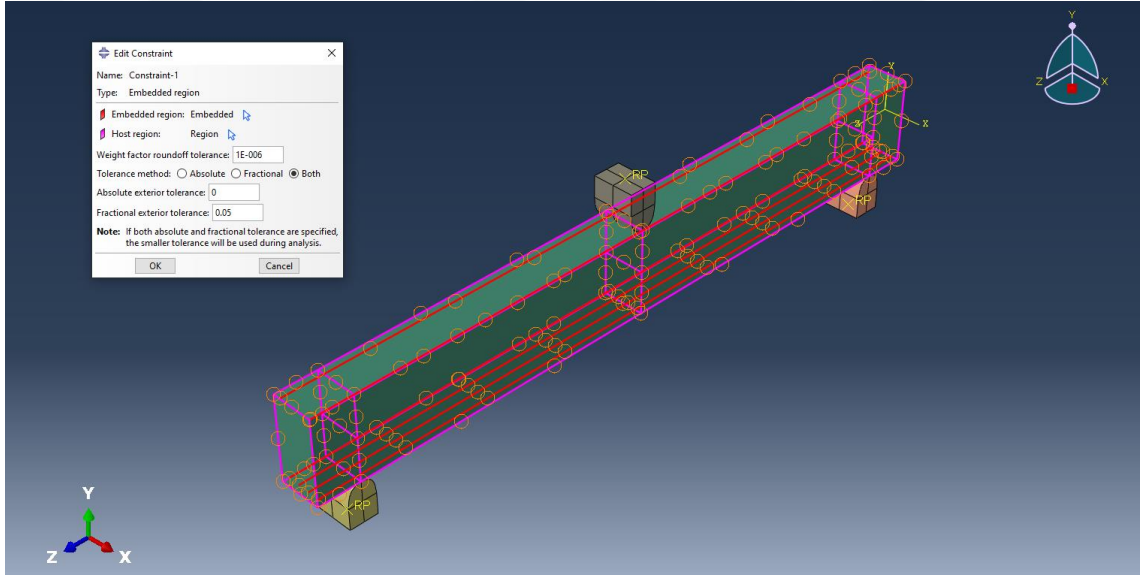 Edit Constraint
Name: Constraint-1
Type: Embedded region
Embedded region: Embedded
Host region: Region
Weight factor roundoff tolerance: 1E-006
Tolerance method: Absolute Fractional Both
Absolute exterior tolerance: 0
Fractional exterior tolerance: 0.05
Note: If both absolute and fractional tolerance are specified,
the smaller tolerance will be used during analysis.
OK Cancel
Y
Z X
Y
Z X
RP
RP
RP
Y
Z X